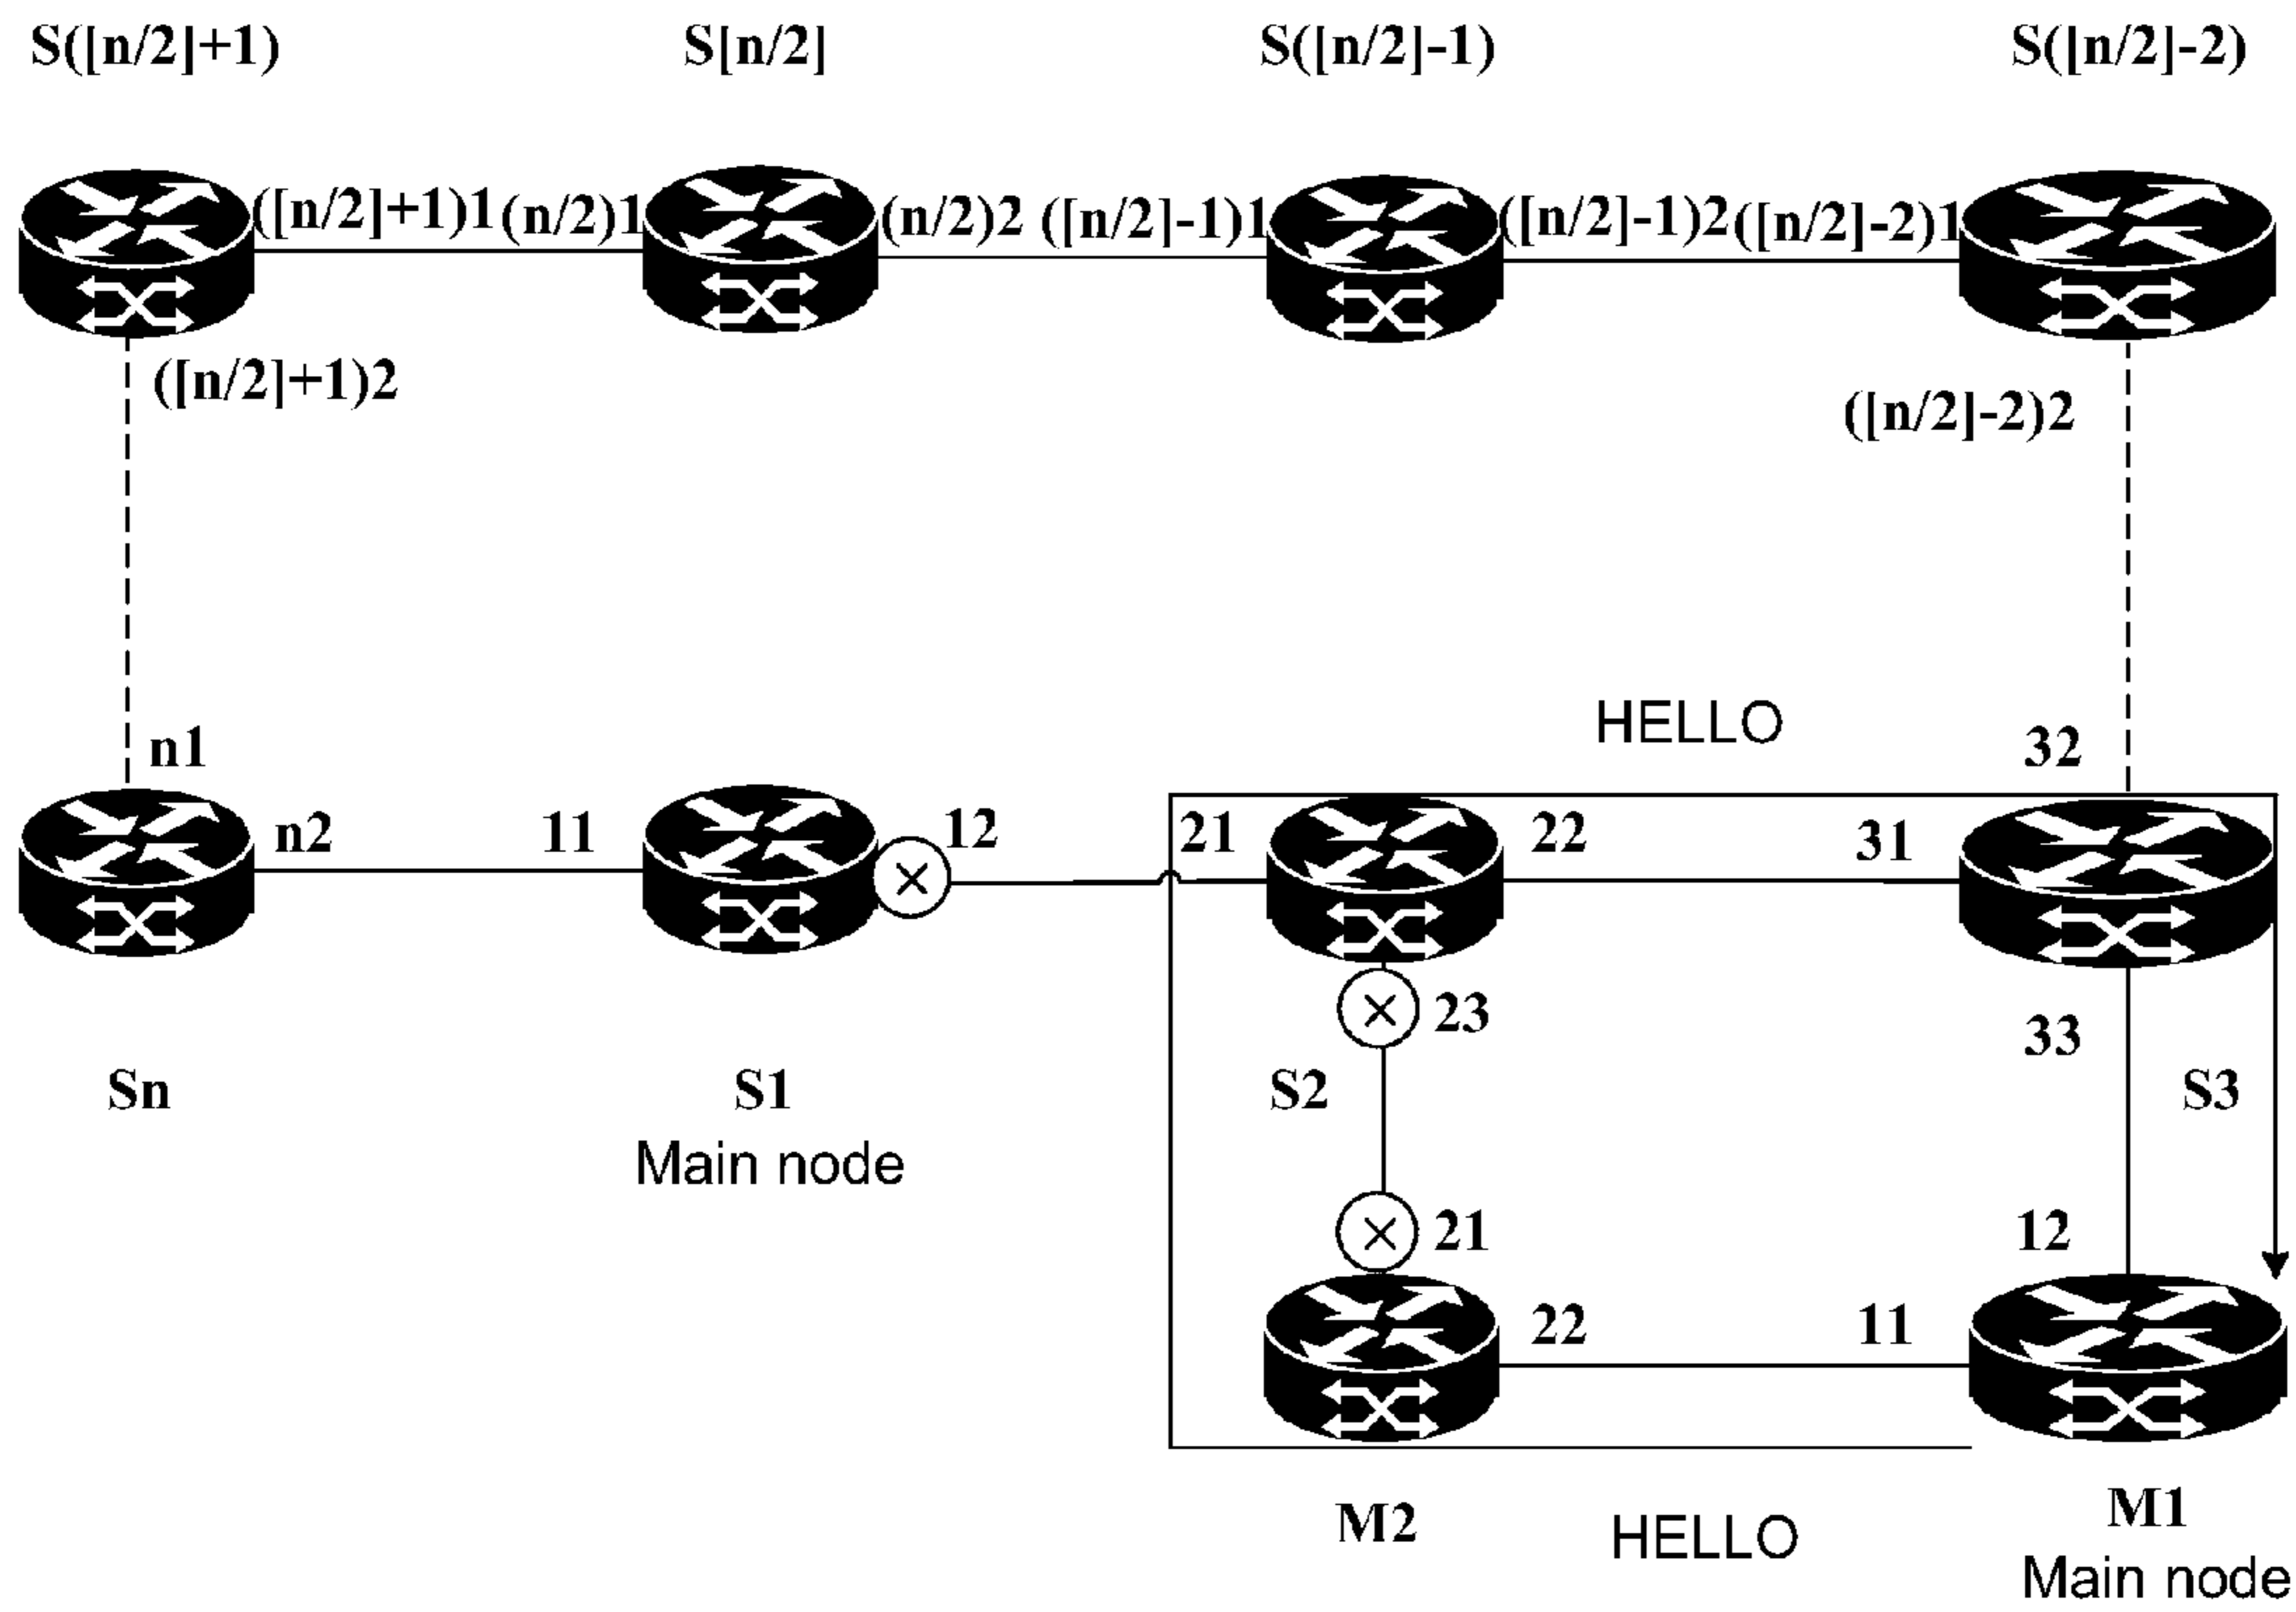 S([n/2]+1) S[n/2] S([n/2]-1) S([n/2]-2)
([n/2]+1)1 (n/2)1 (n/2)2 ([n/2]-1)1 ([n/2]-1)2 ([n/2]-2)1
([n/2]+1)2 ([n/2]-2)2
HELLO
n1 32
n2 11 12 21 22 31
23 33
Sn S1 S2 S3
Main node
21 12
22 11
M2 HELLO M1
Main node